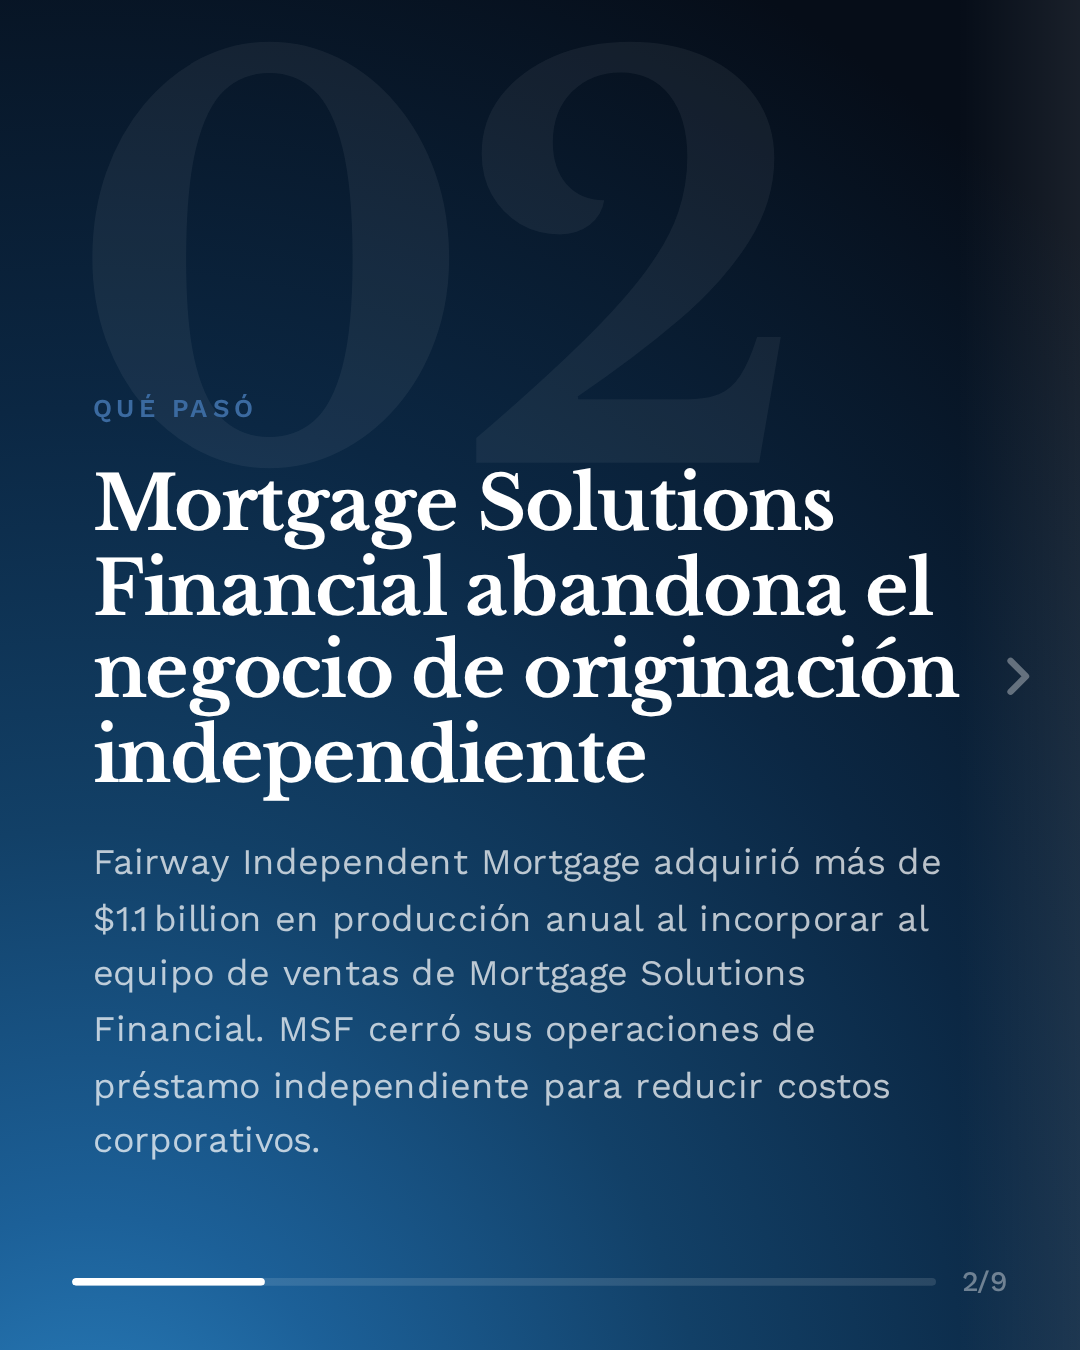 02
QUÉ PASÓ
Mortgage Solutions
Financial abandona el
negocio de originación
independiente
Fairway Independent Mortgage adquirió más de
$1.1 billion en producción anual al incorporar al
equipo de ventas de Mortgage Solutions
Financial. MSF cerró sus operaciones de
préstamo independiente para reducir costos
corporativos.
2/9